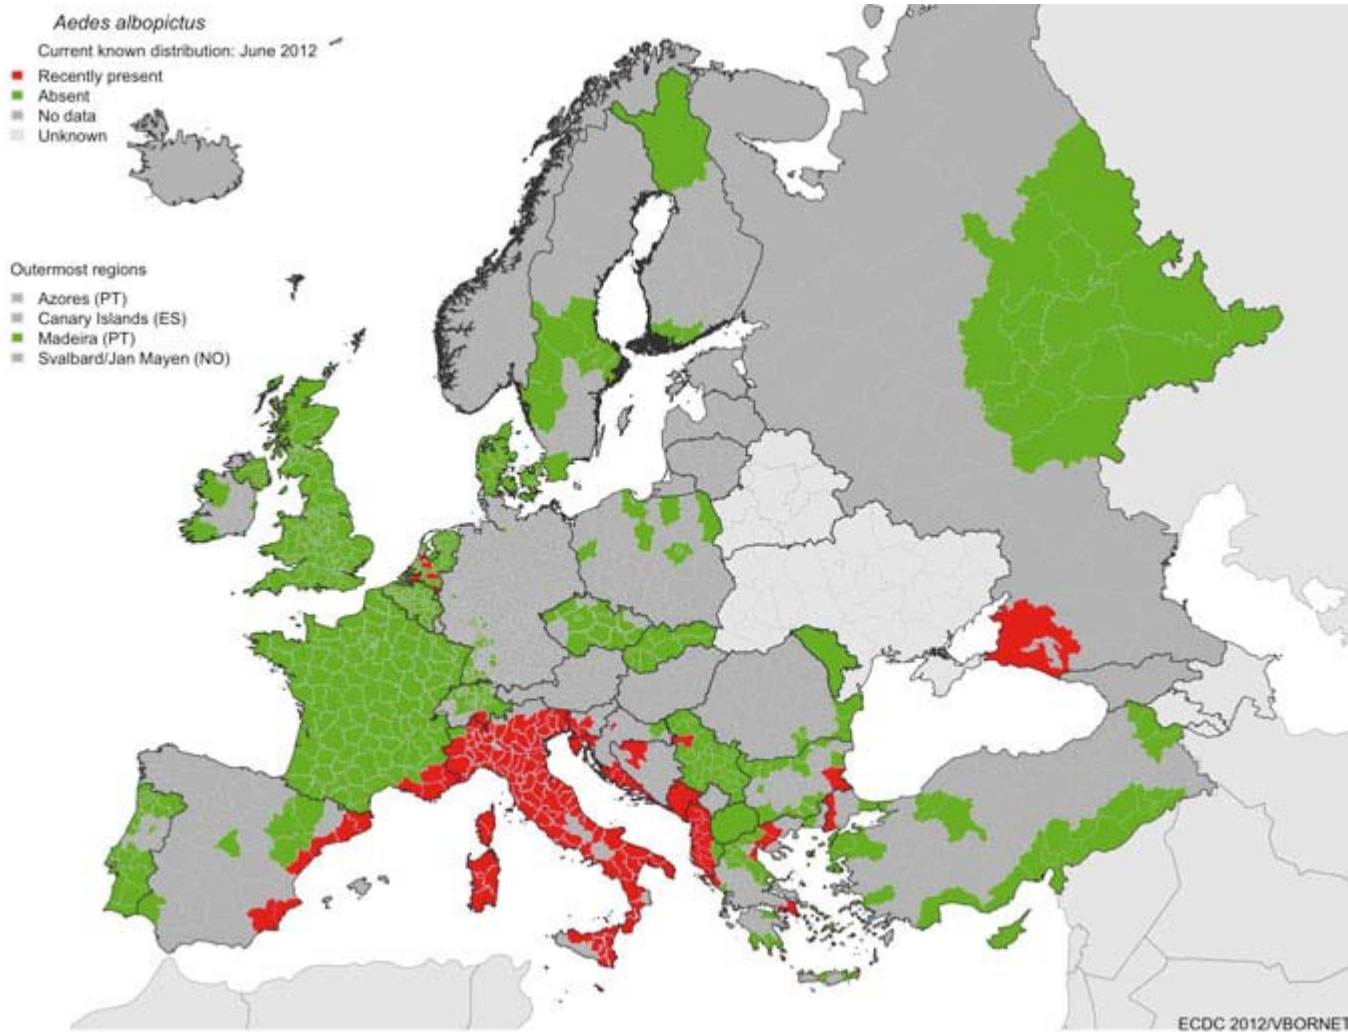 Aedes albopictus
Current known distribution: June 2012
Recently present
Absent
No data
Unknown
Outermost regions
Azores (PT)
Canary Islands (ES)
Madeira (PT)
Svalbard/Jan Mayen (NO)
ECDC 2012/VBORNET